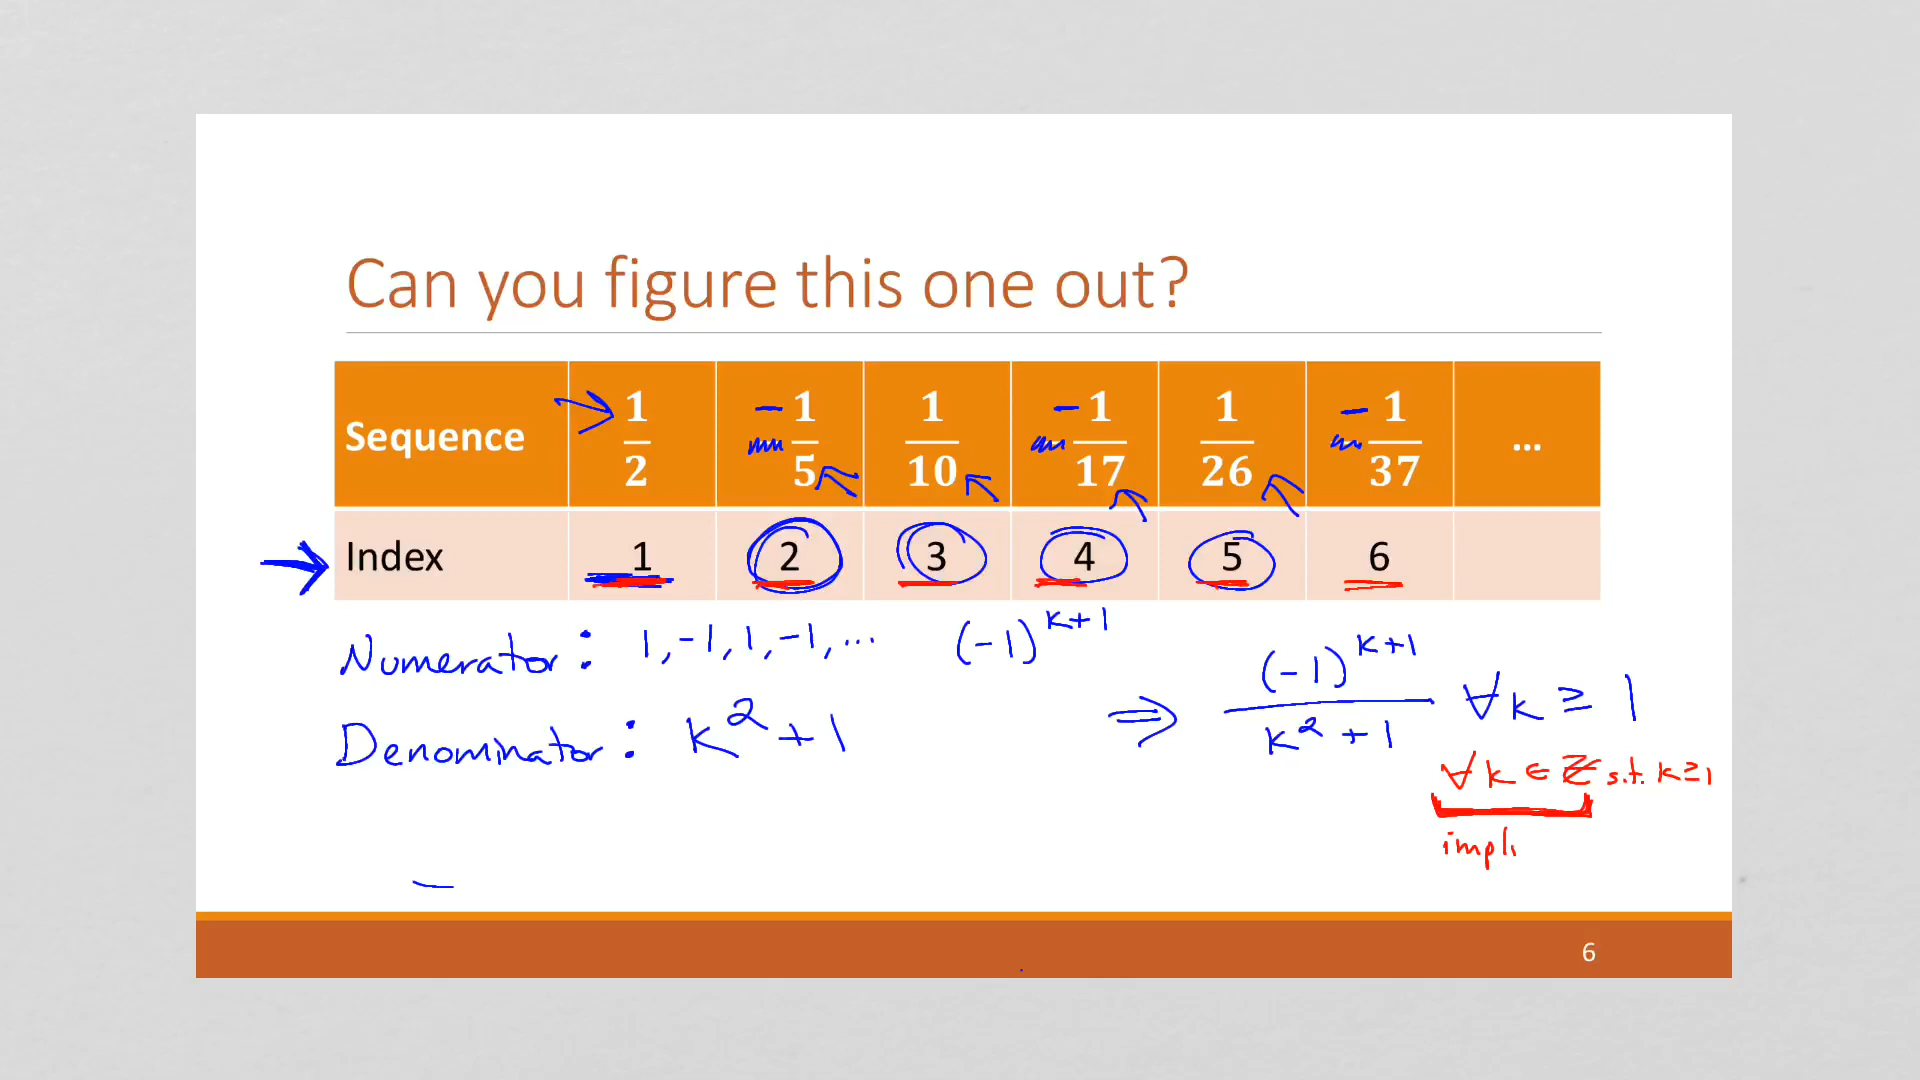 Can you figure this one out?
Sequence 1/2 -1/5 1/10 -1/17 1/26 -1/37 ...
Index 1 2 3 4 5 6
Numerator: 1, -1, 1, -1, ... (-1)^{k+1}
Denominator: k^2+1 ⇒ (-1)^{k+1}/(k^2+1) ∀k ≥ 1
∀k ∈ ℤ s.t. k≥1
impli
6